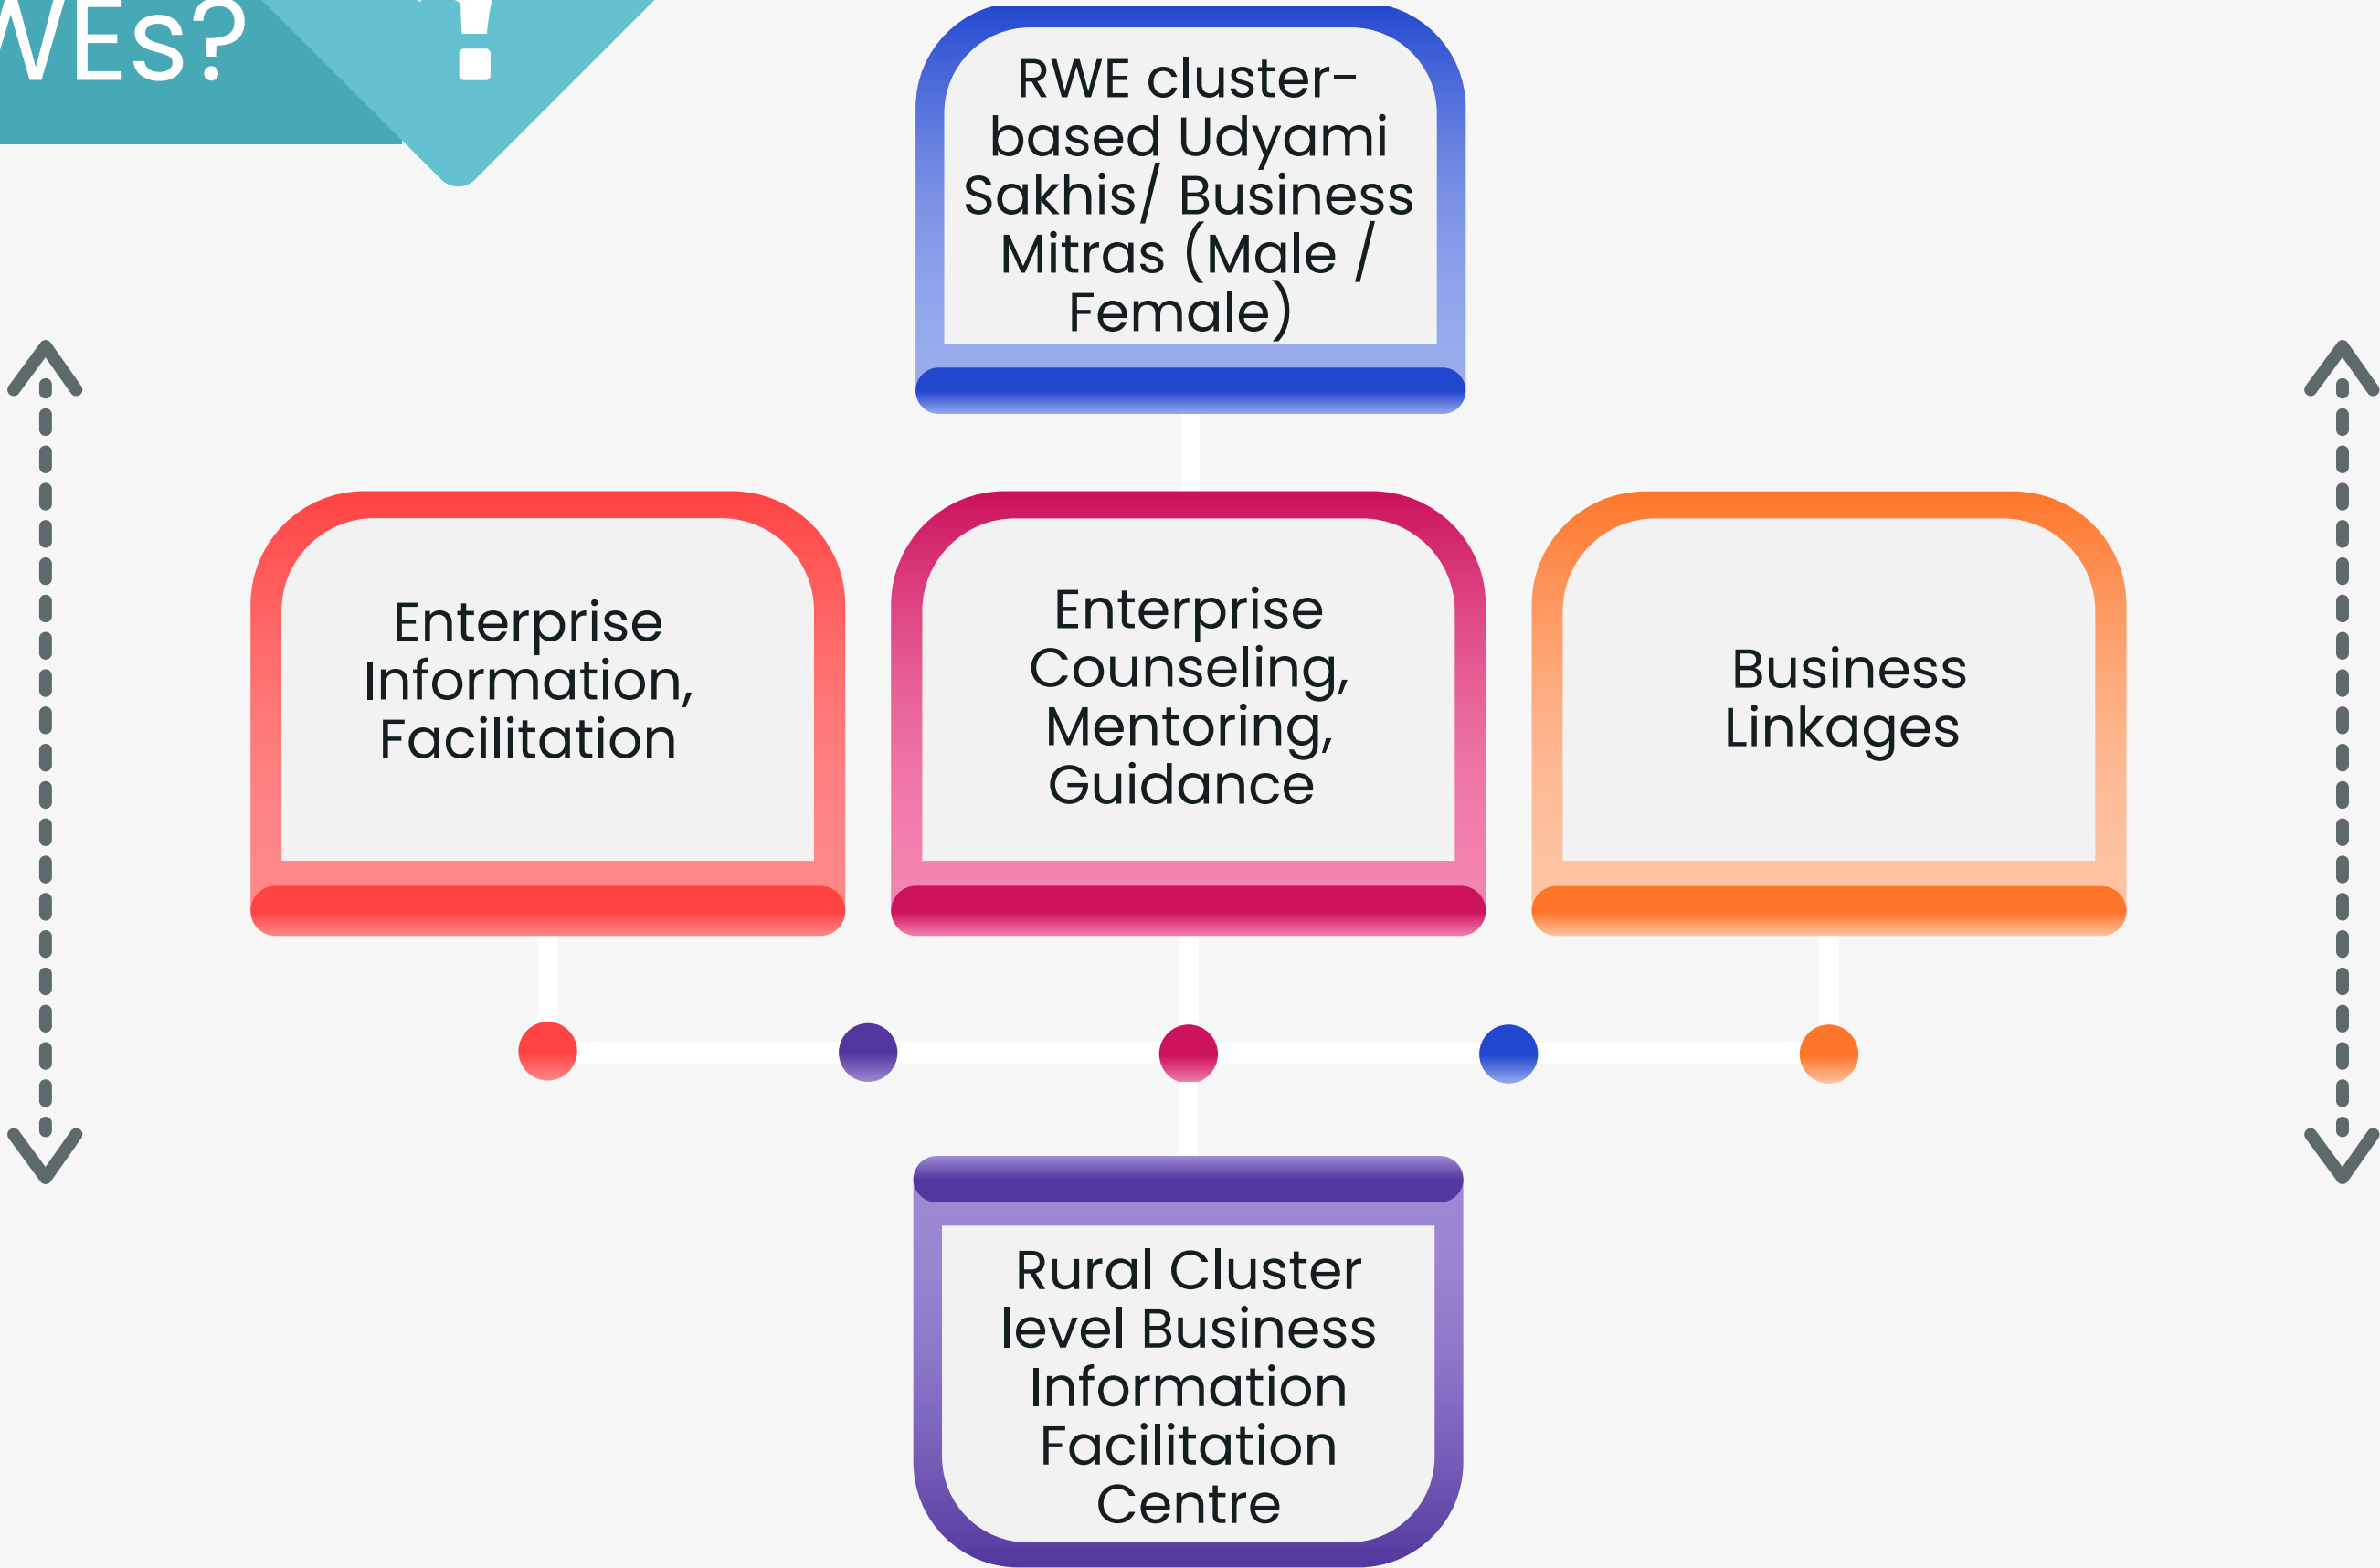 WEs?
RWE cluster-
based Udyami
Sakhis/ Business
Mitras (Male /
Female)
Enterprise
Information,
Facilitation
Enterprise
Counseling,
Mentoring,
Guidance
Business
Linkages
Rural Cluster
level Business
Information
Facilitation
Centre